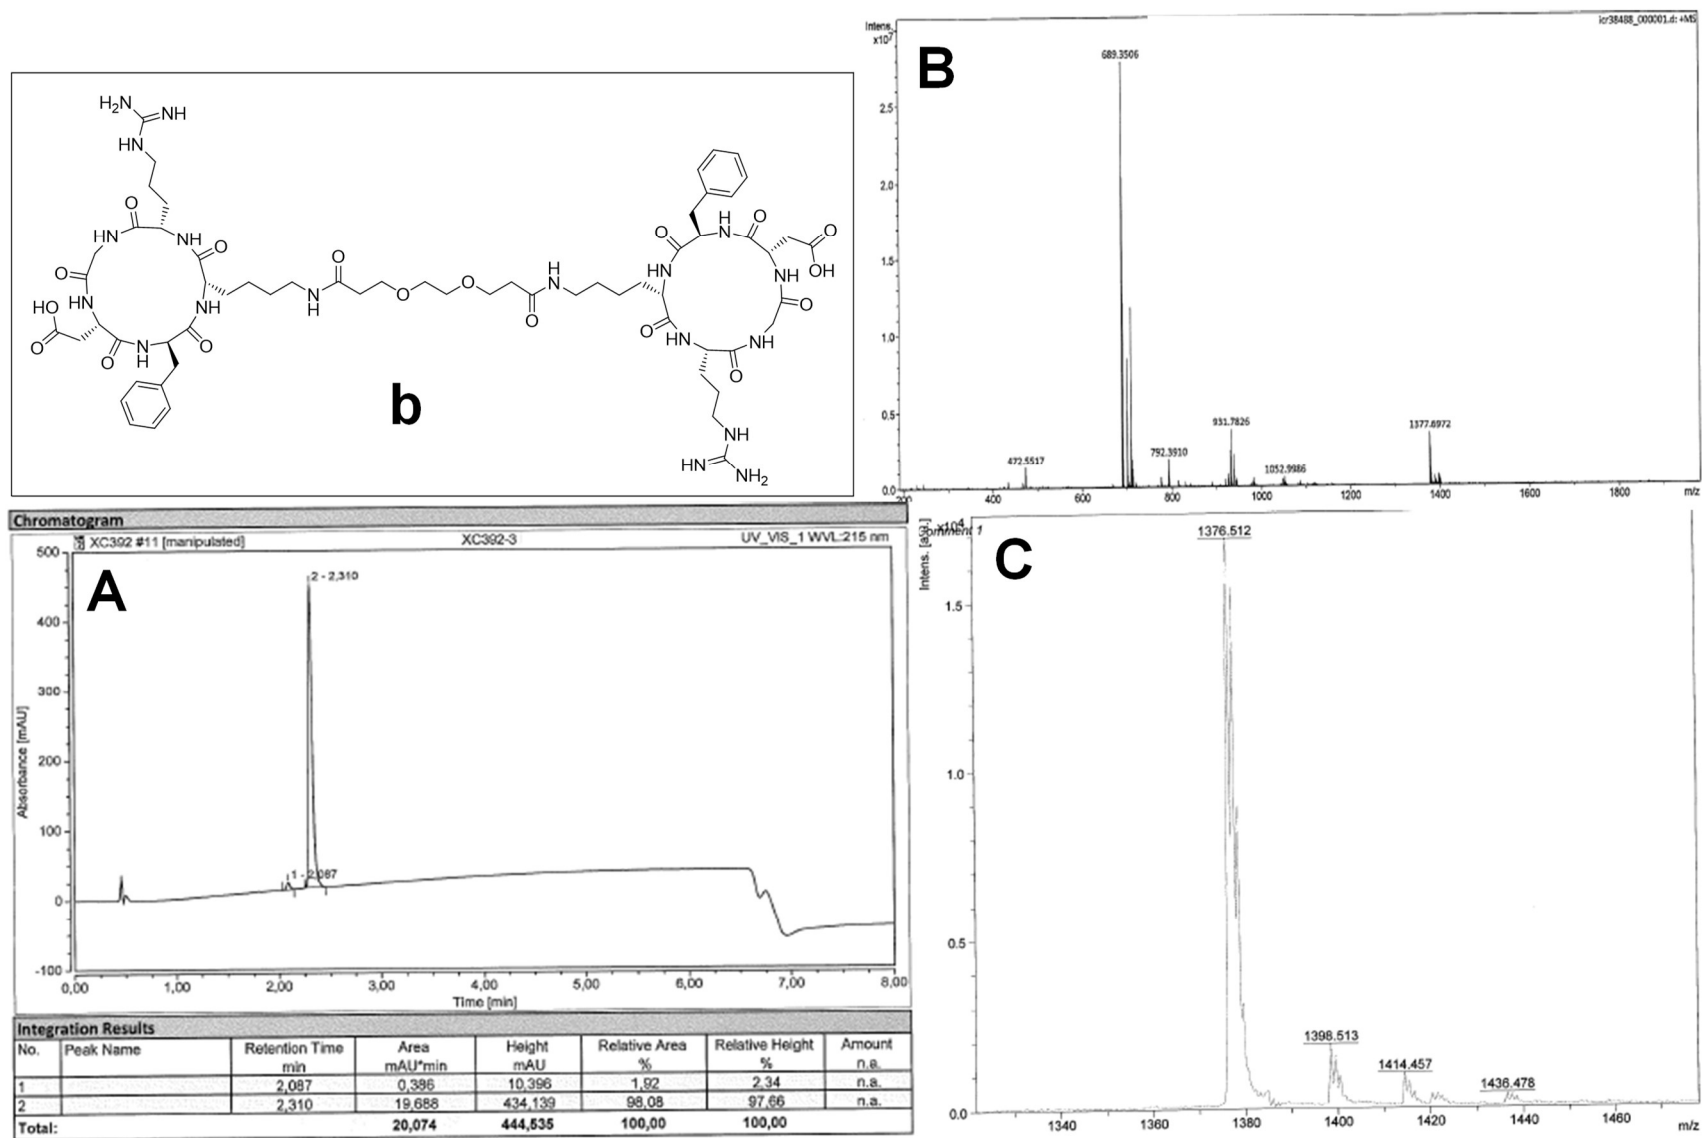 H₂N
NH
HN
O
HN
NH
O
O
HN
NH
HO
O
O
N
H
O
N
H
O
O
O
O
H
N
O
H
N
O
O
OH
HN
NH
O
O
NH
NH
O
NH
HN
NH₂
b
B
Intens.
x10⁷
icr38488_000001.d: +MS
689.3506
472.5517
792.3910
931.7826
1052.9986
1377.6972
2.5
2.0
1.5
1.0
0.5
0.0
200 400 600 800 1000 1200 1400 1600 1800 m/z
Chromatogram
XC392 #11 [manipulated] XC392-3 UV_VIS_1 WVL:215 nm
A
2 - 2,310
1 - 2,087
Absorbance [mAU]
500
400
300
200
100
0
-100
0,00 1,00 2,00 3,00 4,00 5,00 6,00 7,00 8,00
Time [min]
Integration Results
No. Peak Name Retention Time Area Height Relative Area Relative Height Amount
min mAU*min mAU % % n.a.
1 2,087 0,386 10,396 1,92 2,34 n.a.
2 2,310 19,688 434,139 98,08 97,66 n.a.
Total: 20,074 444,535 100,00 100,00
C
Intens. [a.u.]
x10⁴
1376.512
1398.513
1414.457
1436.478
1.5
1.0
0.5
0.0
1340 1360 1380 1400 1420 1440 1460 m/z